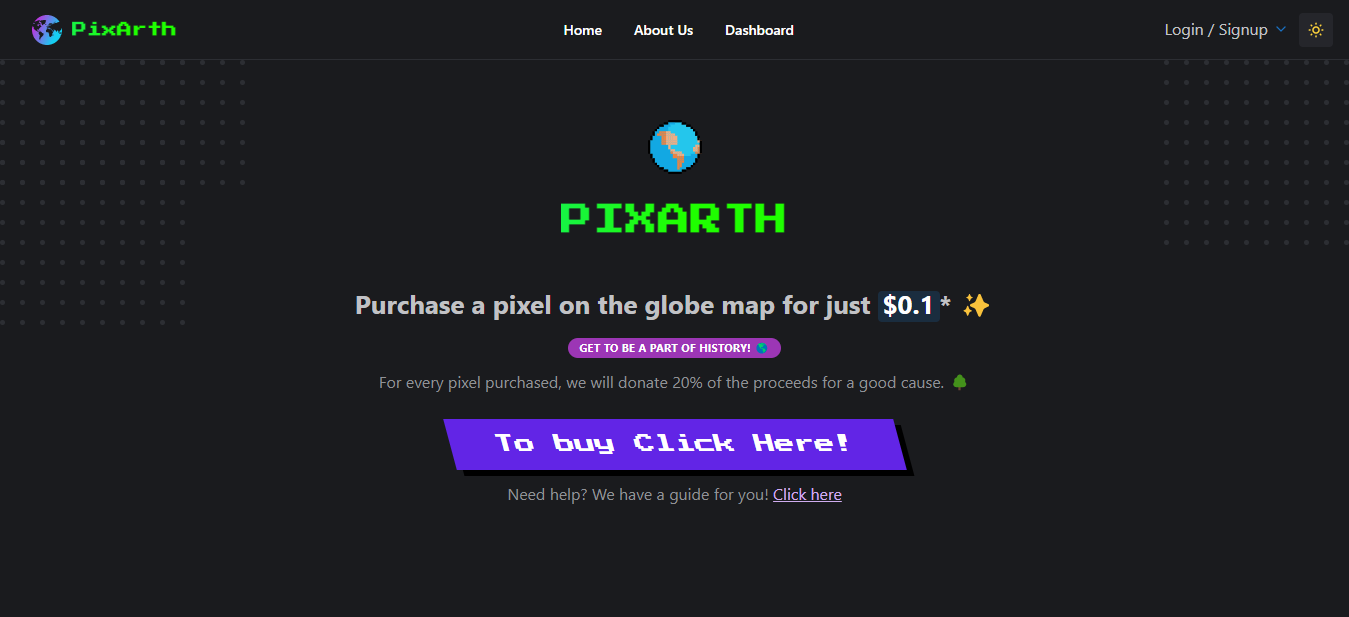 PixArth
Home About Us Dashboard
Login / Signup
PIXARTH
Purchase a pixel on the globe map for just $0.1* ✨
GET TO BE A PART OF HISTORY! 🌎
For every pixel purchased, we will donate 20% of the proceeds for a good cause. 🌳
To buy Click Here!
Need help? We have a guide for you! Click here